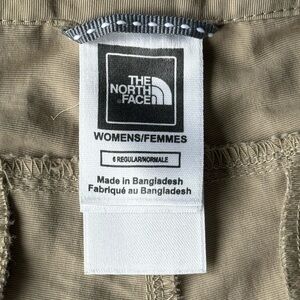 THE
NORTH
FACE
WOMENS/FEMMES
6 REGULAR/NORMALE
Made in Bangladesh
Fabriqué au Bangladesh